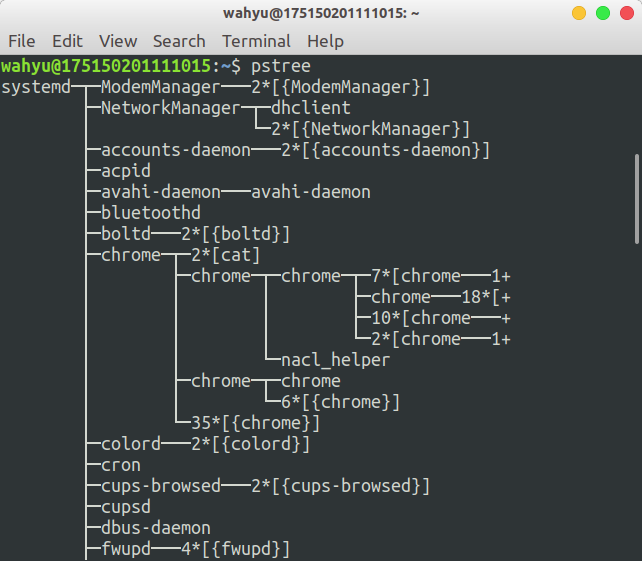 wahyu@175150201111015: ~
File Edit View Search Terminal Help
wahyu@175150201111015:~$ pstree
systemd─┬─ModemManager───2*[{ModemManager}]
        ├─NetworkManager─┬─dhclient
        │                └─2*[{NetworkManager}]
        ├─accounts-daemon───2*[{accounts-daemon}]
        ├─acpid
        ├─avahi-daemon───avahi-daemon
        ├─bluetoothd
        ├─boltd───2*[{boltd}]
        ├─chrome─┬─2*[cat]
        │        ├─chrome─┬─chrome─┬─7*[chrome───1+
        │        │        │        ├─chrome───18*[+
        │        │        │        ├─10*[chrome───+
        │        │        │        └─2*[chrome───1+
        │        │        └─nacl_helper
        │        ├─chrome─┬─chrome
        │        │        └─6*[{chrome}]
        │        └─35*[{chrome}]
        ├─colord───2*[{colord}]
        ├─cron
        ├─cups-browsed───2*[{cups-browsed}]
        ├─cupsd
        ├─dbus-daemon
        ├─fwupd───4*[{fwupd}]